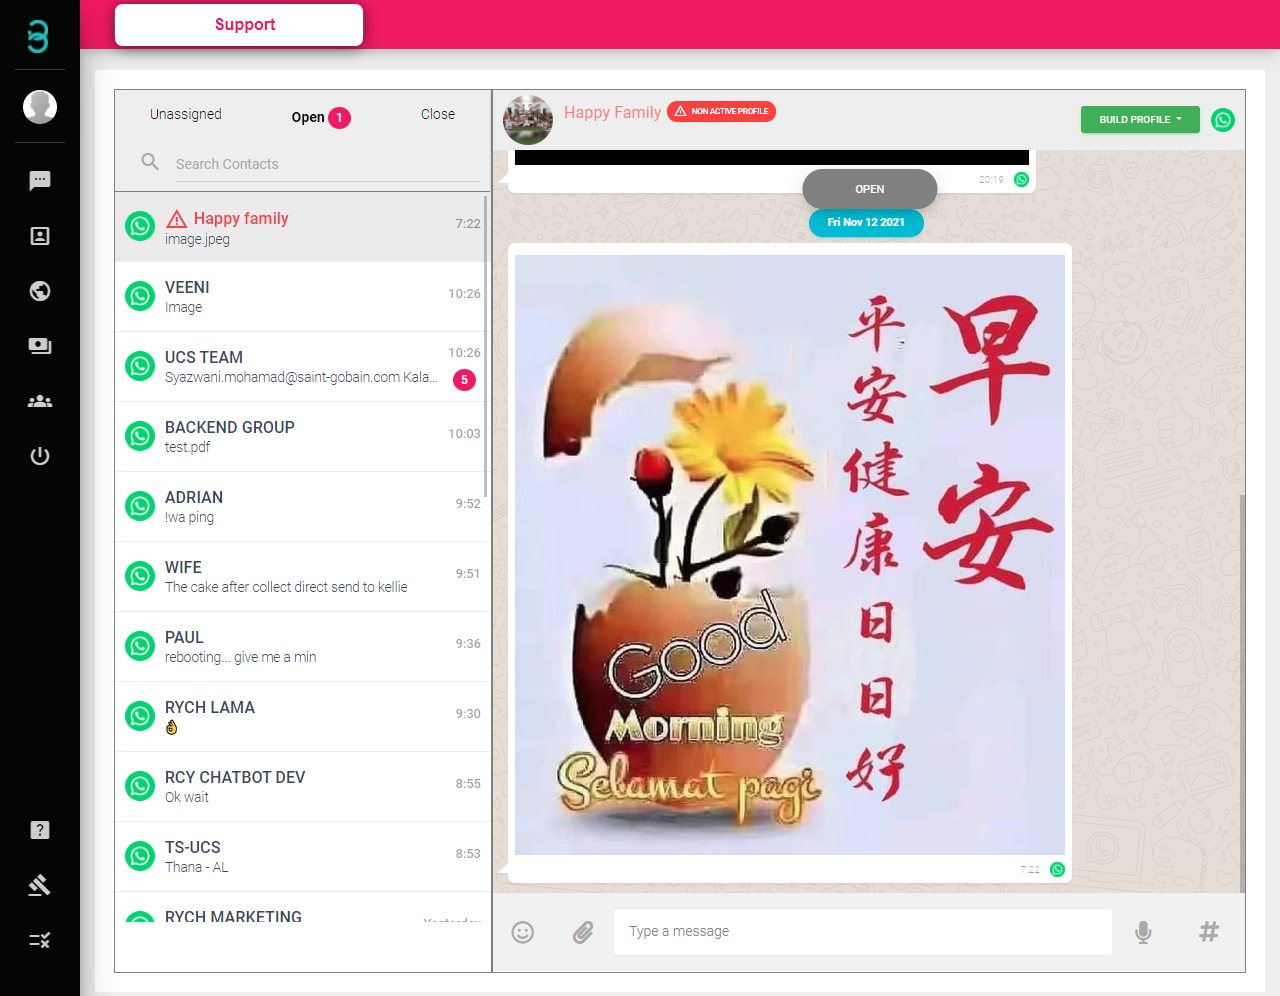 Support
Unassigned
Open 1
Close
Search Contacts
Happy family
7:22
image.jpeg
VEENI
10:26
Image
UCS TEAM
10:26
Syazwani.mohamad@saint-gobain.com Kala...
5
BACKEND GROUP
10:03
test.pdf
ADRIAN
9:52
!wa ping
WIFE
9:51
The cake after collect direct send to kellie
PAUL
9:36
rebooting... give me a min
RYCH LAMA
9:30
RCY CHATBOT DEV
8:55
Ok wait
TS-UCS
8:53
Thana - AL
RYCH MARKETING
Yesterday
Happy Family
NON ACTIVE PROFILE
BUILD PROFILE
20:19
OPEN
Fri Nov 12 2021
早安
平安健康日日好
Good
Morning
Selamat pagi
7:22
Type a message